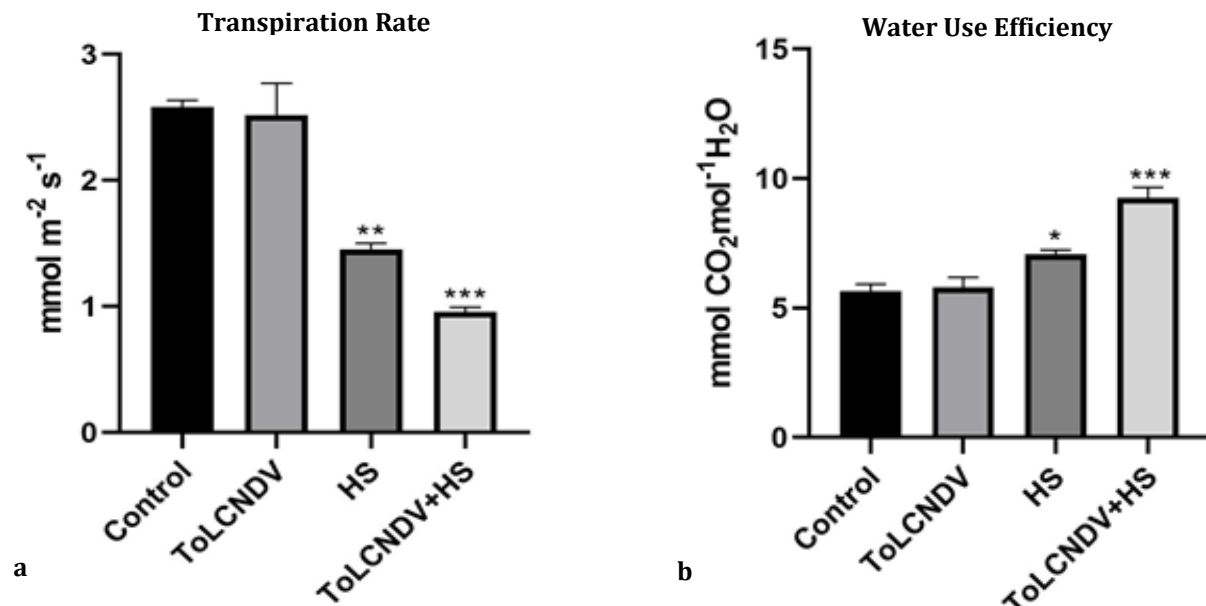 Transpiration Rate
3
2
1
0
mmol m⁻² s⁻¹
**
***
Control
ToLCNDV
HS
ToLCNDV+HS
a
Water Use Efficiency
15
10
5
0
mmol CO₂mol⁻¹H₂O
*
***
Control
ToLCNDV
HS
ToLCNDV+HS
b